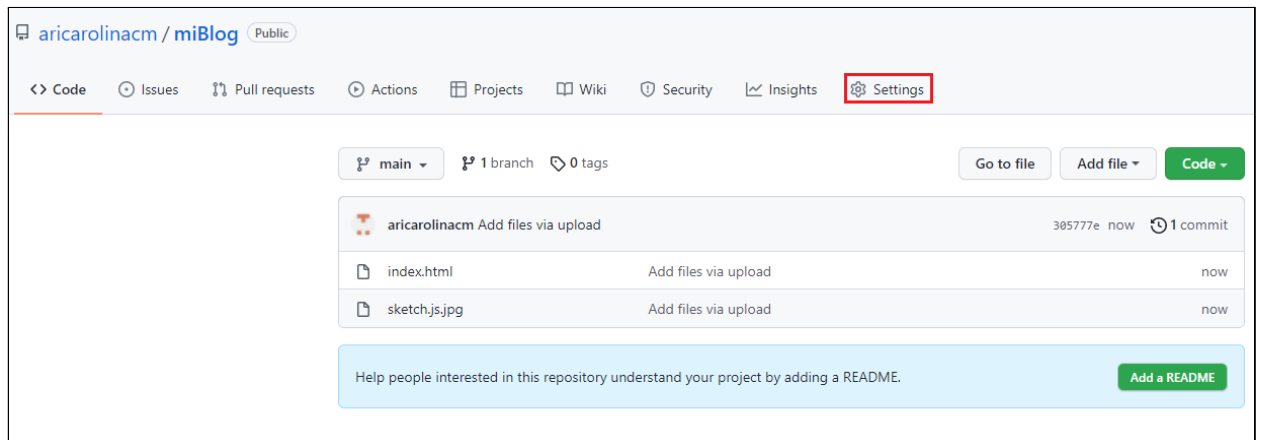 aricarolinacm / miBlog Public
<> Code Issues Pull requests Actions Projects Wiki Security Insights Settings
main 1 branch 0 tags Go to file Add file Code
aricarolinacm Add files via upload 305777e now 1 commit
index.html Add files via upload now
sketch.js.jpg Add files via upload now
Help people interested in this repository understand your project by adding a README. Add a README